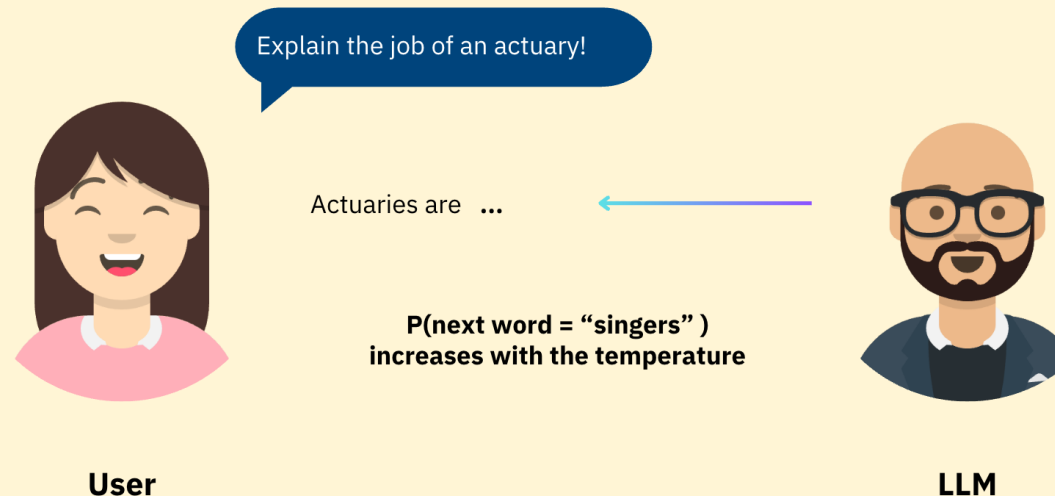 Explain the job of an actuary!
Actuaries are ...
P(next word = “singers” )
increases with the temperature
User
LLM